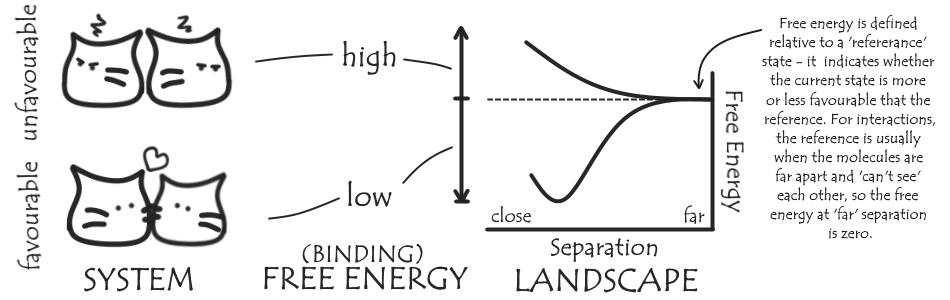 unfavourable
favourable
z
SYSTEM
high
low
(BINDING)
FREE ENERGY
close
far
Separation
LANDSCAPE
Free Energy
Free energy is defined
relative to a 'refererance'
state - it indicates whether
the current state is more
or less favourable that the
reference. For interactions,
the reference is usually
when the molecules are
far apart and 'can't see'
each other, so the free
energy at 'far' separation
is zero.